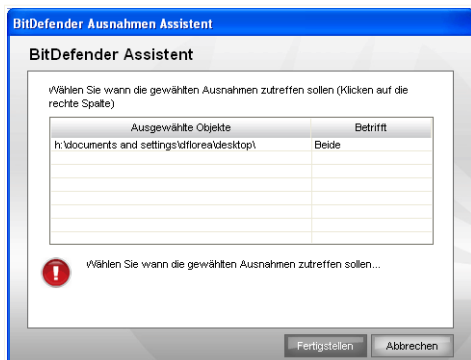 BitDefender Ausnahmen Assistent
BitDefender Assistent
Wählen Sie wann die gewählten Ausnahmen zutreffen sollen (Klicken auf die
rechte Spalte)
Ausgewählte Objekte Betrifft
h:\documents and settings\dflorea\desktop\ Beide
Wählen Sie wann die gewählten Ausnahmen zutreffen sollen...
Fertigstellen Abbrechen